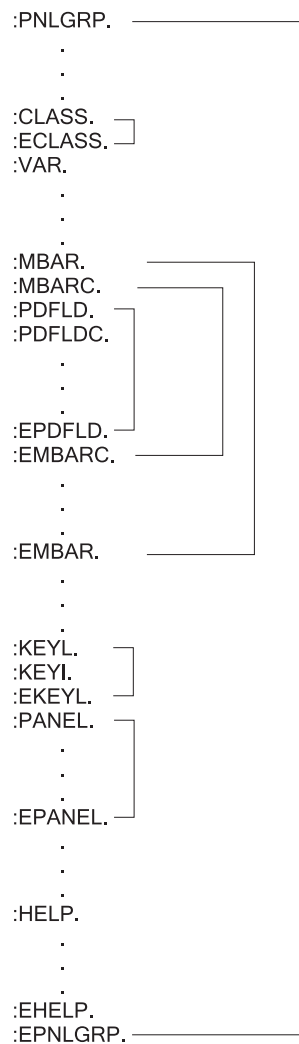 :PNLGRP.
.
.
.
:CLASS.
:ECLASS.
:VAR.
.
.
.
:MBAR.
:MBARC.
:PDFLD.
:PDFLDC.
.
.
.
:EPDFLD.
:EMBARC.
.
.
.
:EMBAR.
.
.
.
:KEYL.
:KEYI.
:EKEYL.
:PANEL.
.
.
.
:EPANEL.
.
.
.
:HELP.
.
.
.
:EHELP.
:EPNLGRP.